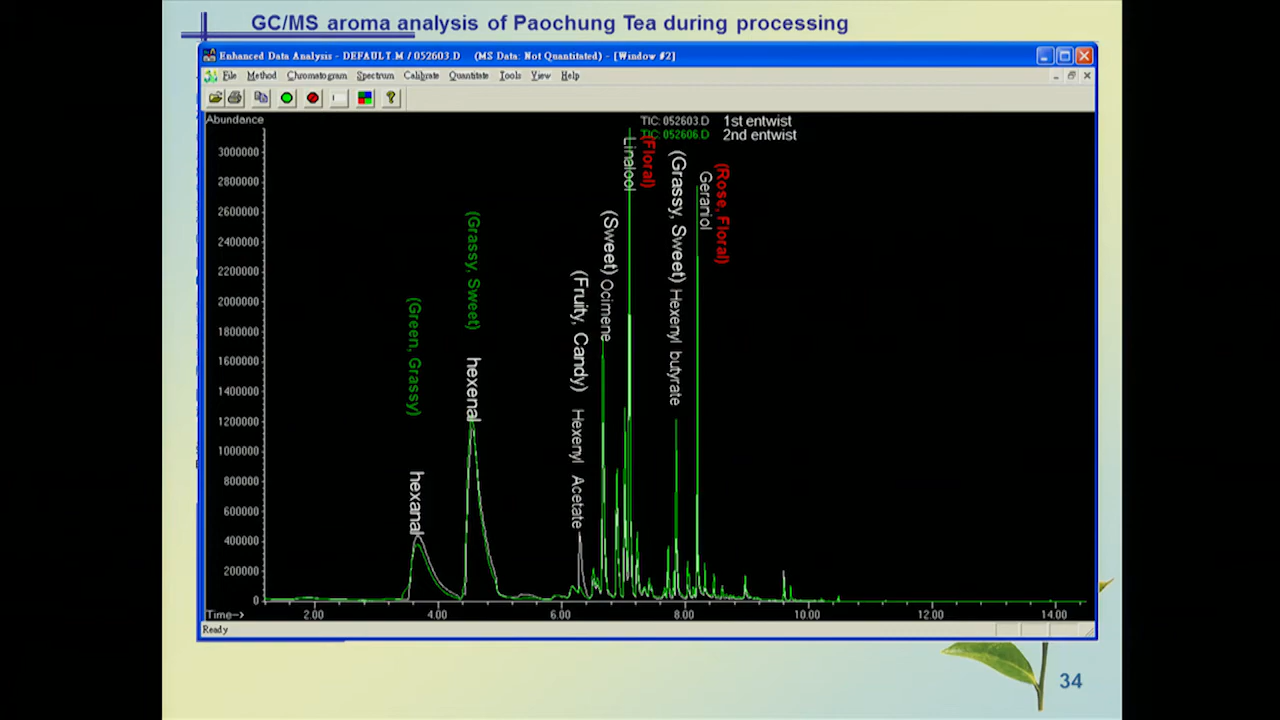 GC/MS aroma analysis of Paochung Tea during processing
Enhanced Data Analysis - DEFAULT.M / 052603.D (MS Data: Not Quantitated) - [Window #2]
File Method Chromatogram Spectrum Calibrate Quantitate Tools View Help
Abundance
TIC: 052603.D 1st entwist
TIC: 052606.D 2nd entwist
3000000
2800000
2600000
2400000
2200000
2000000
1800000
1600000
1400000
1200000
1000000
800000
600000
400000
200000
0
hexanal
(Green, Grassy)
hexenal
(Grassy, Sweet)
Hexenyl Acetate
(Fruity, Candy)
Ocimene
(Sweet)
Linalool
(Floral)
Hexenyl butyrate
(Grassy, Sweet)
Geraniol
(Rose, Floral)
Time--> 2.00 4.00 6.00 8.00 10.00 12.00 14.00
Ready
34